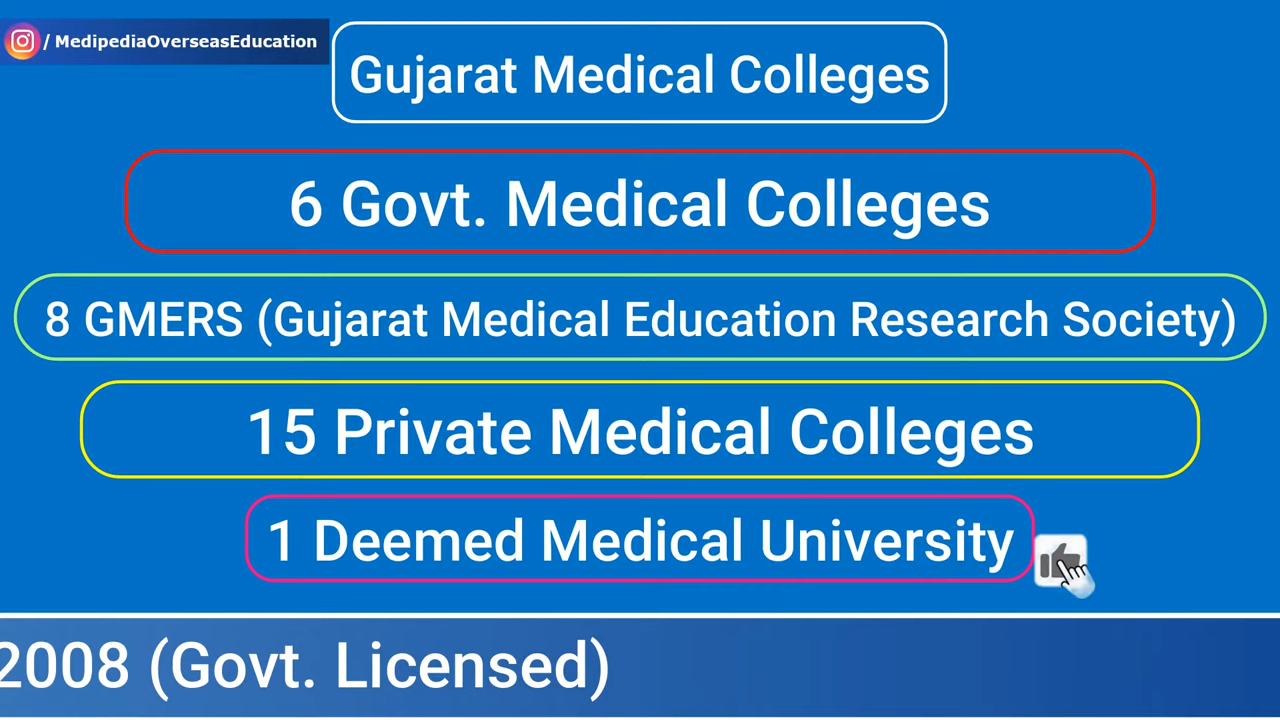 / MedipediaOverseasEducation
Gujarat Medical Colleges
6 Govt. Medical Colleges
8 GMERS (Gujarat Medical Education Research Society)
15 Private Medical Colleges
1 Deemed Medical University
2008 (Govt. Licensed)